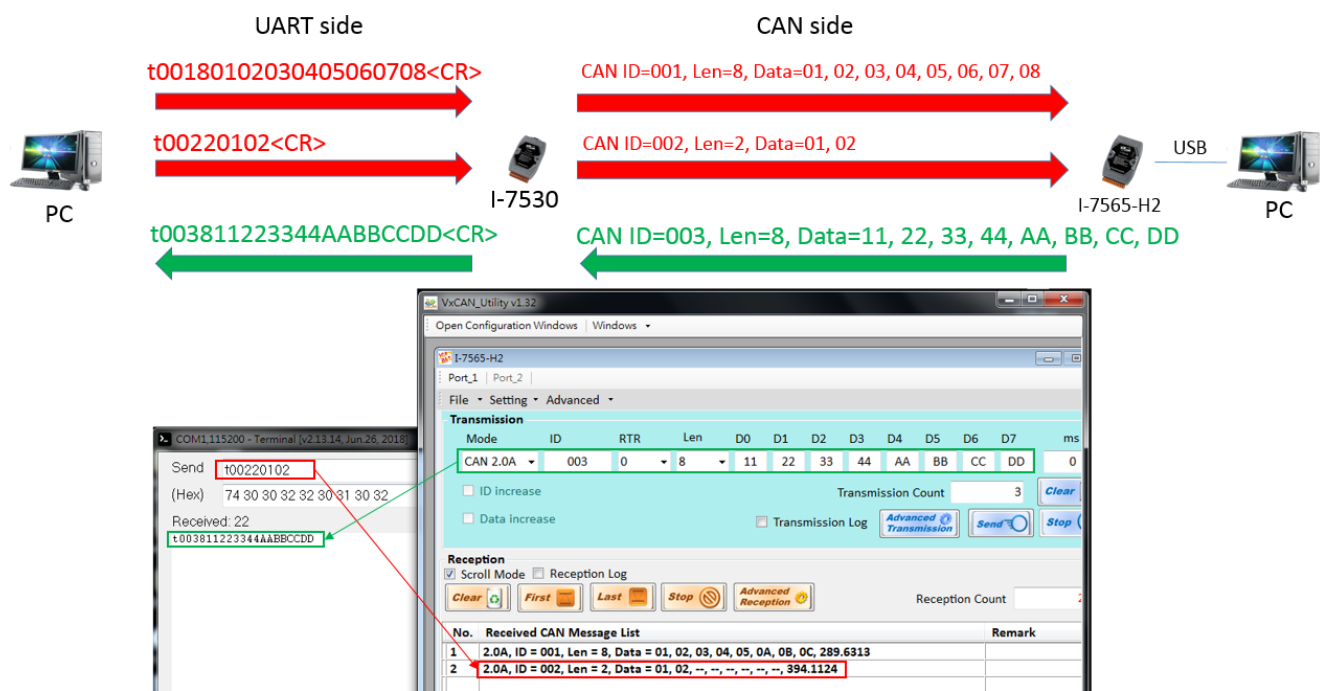 UART side
CAN side
t00180102030405060708<CR>
CAN ID=001, Len=8, Data=01, 02, 03, 04, 05, 06, 07, 08
t00220102<CR>
CAN ID=002, Len=2, Data=01, 02
USB
PC
I-7530
I-7565-H2
PC
t003811223344AABBCCDD<CR>
CAN ID=003, Len=8, Data=11, 22, 33, 44, AA, BB, CC, DD
VxCAN_Utility v1.32
Open Configuration Windows Windows
I-7565-H2
Port_1 Port_2
File Setting Advanced
Transmission
Mode ID RTR Len D0 D1 D2 D3 D4 D5 D6 D7 ms
CAN 2.0A 003 0 8 11 22 33 44 AA BB CC DD 0
ID increase
Transmission Count 3 Clear
Data increase
Transmission Log Advanced Transmission Send Stop
Reception
Scroll Mode Reception Log
Clear First Last Stop Advanced Reception Reception Count 2
No. Received CAN Message List Remark
1 2.0A, ID = 001, Len = 8, Data = 01, 02, 03, 04, 05, 0A, 0B, 0C, 289.6313
2 2.0A, ID = 002, Len = 2, Data = 01, 02, --, --, --, --, --, --, 394.1124
COM1,115200 - Terminal [v2.13.14, Jun.26, 2018]
Send t00220102
(Hex) 74 30 30 32 32 30 31 30 32
Received: 22
t003811223344AABBCCDD